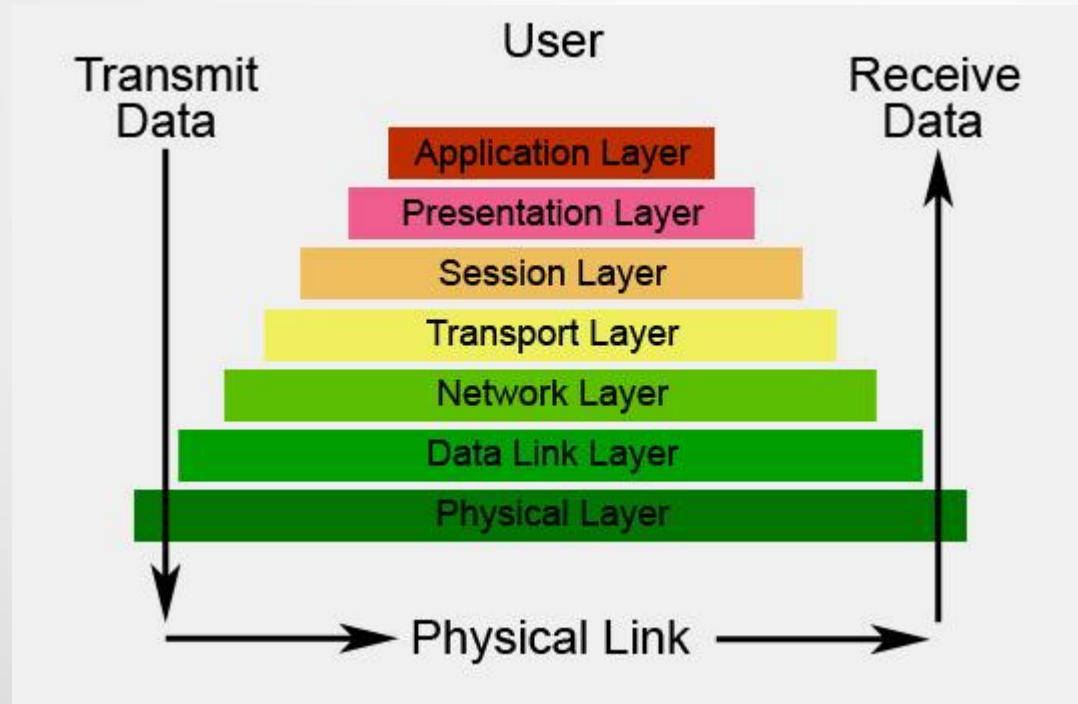 User
Transmit
Data
Receive
Data
Application Layer
Presentation Layer
Session Layer
Transport Layer
Network Layer
Data Link Layer
Physical Layer
Physical Link